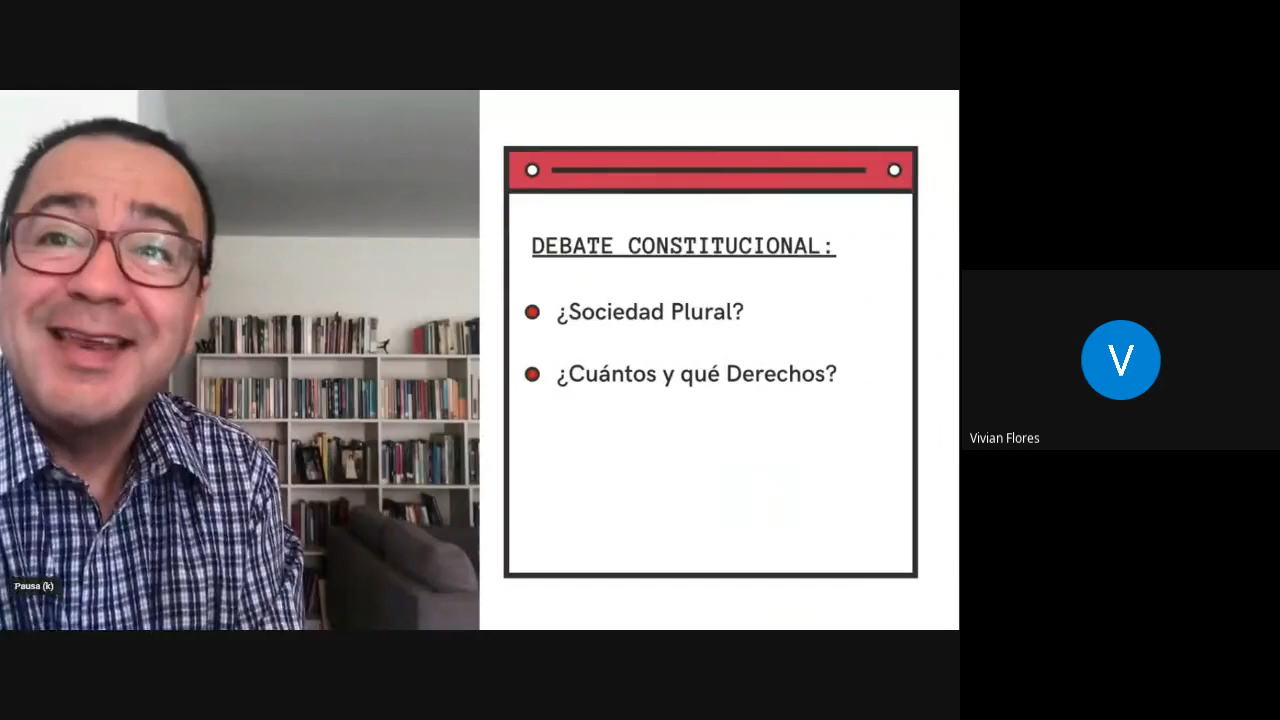 DEBATE CONSTITUCIONAL:
¿Sociedad Plural?
¿Cuántos y qué Derechos?
Pausa (k)
V
Vivian Flores